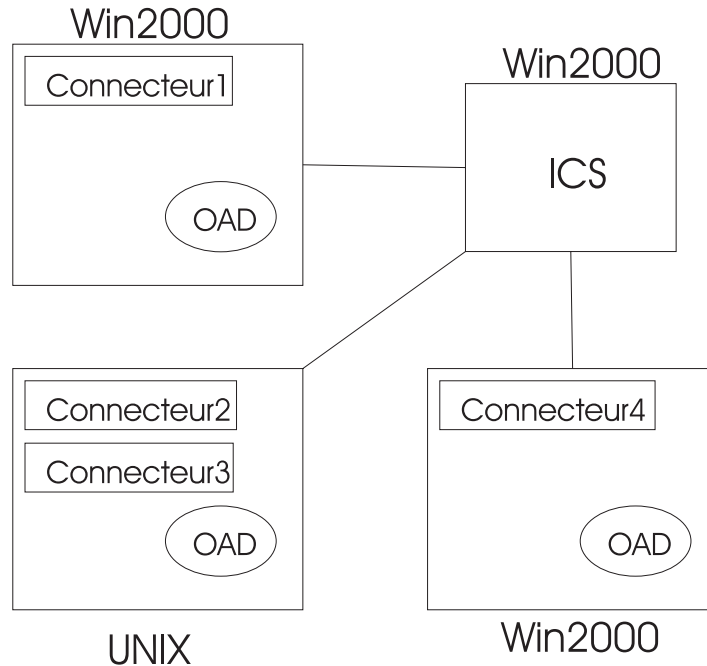 Win2000
Connecteur1
OAD
Win2000
ICS
Connecteur2
Connecteur3
OAD
UNIX
Connecteur4
OAD
Win2000